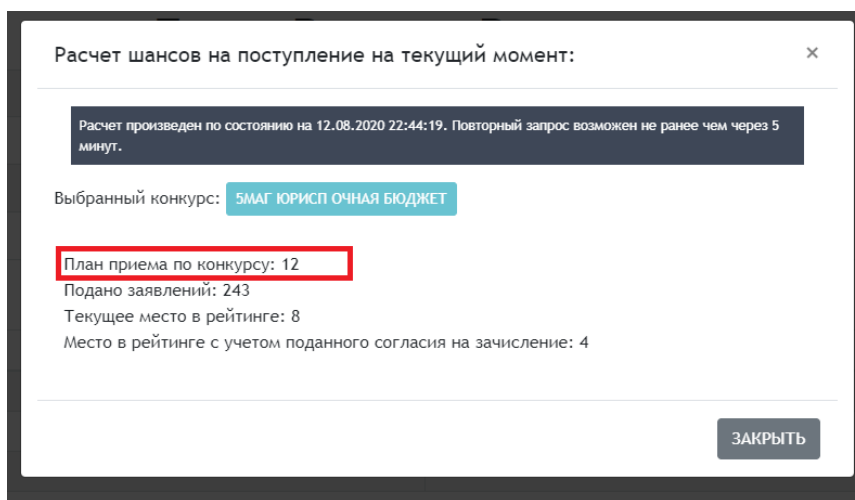 Расчет шансов на поступление на текущий момент:
×
Расчет произведен по состоянию на 12.08.2020 22:44:19. Повторный запрос возможен не ранее чем через 5
минут.
Выбранный конкурс: 5МАГ ЮРИСП ОЧНАЯ БЮДЖЕТ
План приема по конкурсу: 12
Подано заявлений: 243
Текущее место в рейтинге: 8
Место в рейтинге с учетом поданного согласия на зачисление: 4
ЗАКРЫТЬ